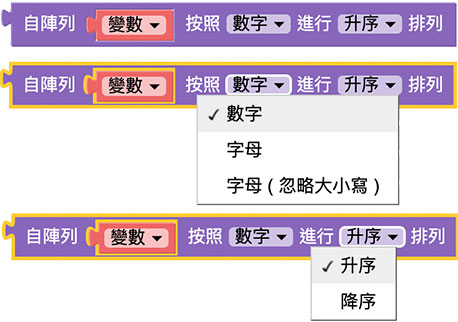 自陣列 變數 按照 數字 進行 升序 排列
自陣列 變數 按照 數字 進行 升序 排列
✓ 數字
字母
字母 ( 忽略大小寫 )
自陣列 變數 按照 數字 進行 升序 排列
✓ 升序
降序